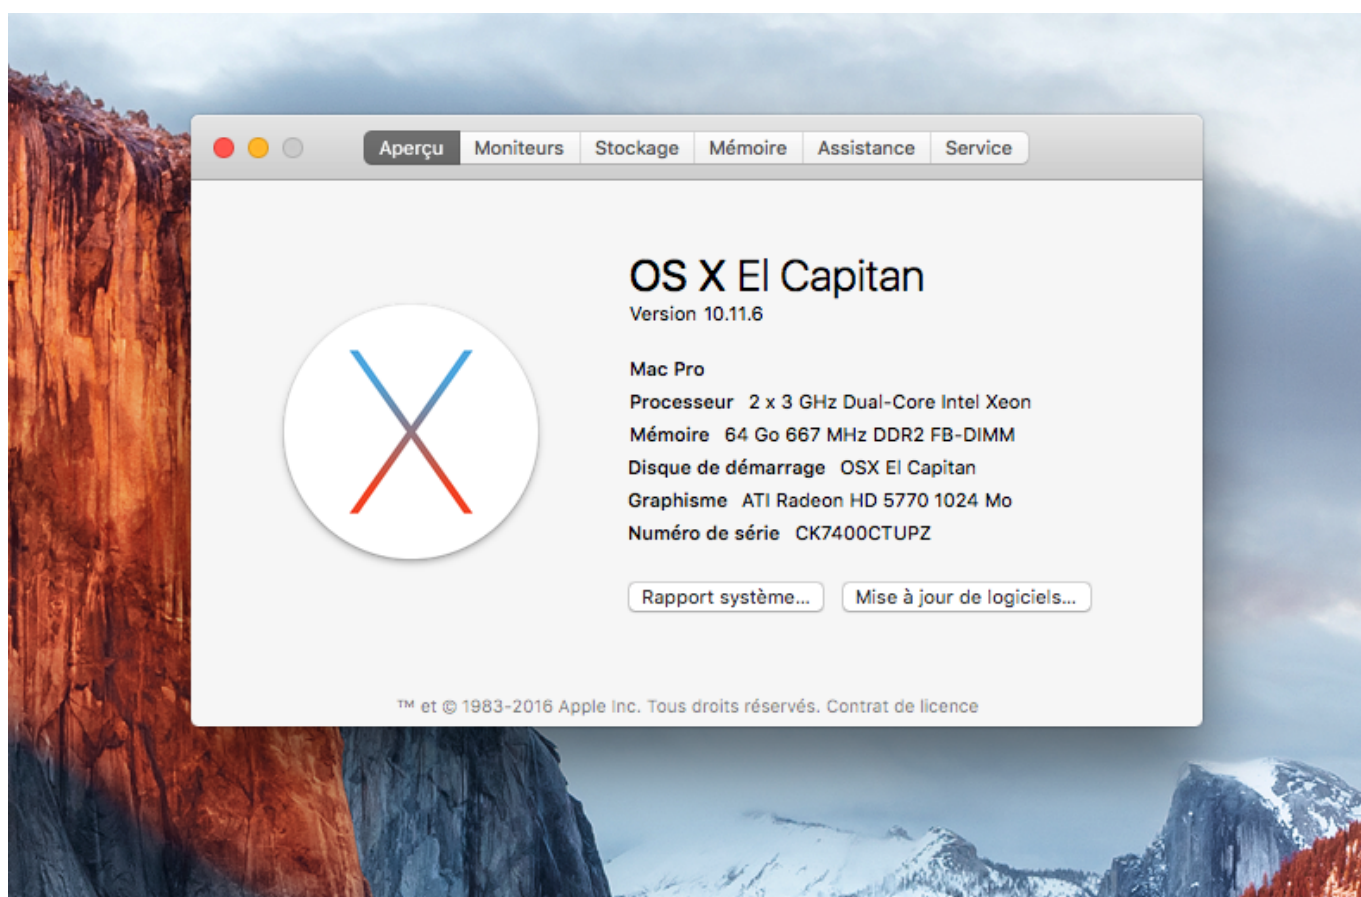 Aperçu Moniteurs Stockage Mémoire Assistance Service
OS X El Capitan
Version 10.11.6
Mac Pro
Processeur 2 x 3 GHz Dual-Core Intel Xeon
Mémoire 64 Go 667 MHz DDR2 FB-DIMM
Disque de démarrage OSX El Capitan
Graphisme ATI Radeon HD 5770 1024 Mo
Numéro de série CK7400CTUPZ
Rapport système... Mise à jour de logiciels...
™ et © 1983-2016 Apple Inc. Tous droits réservés. Contrat de licence